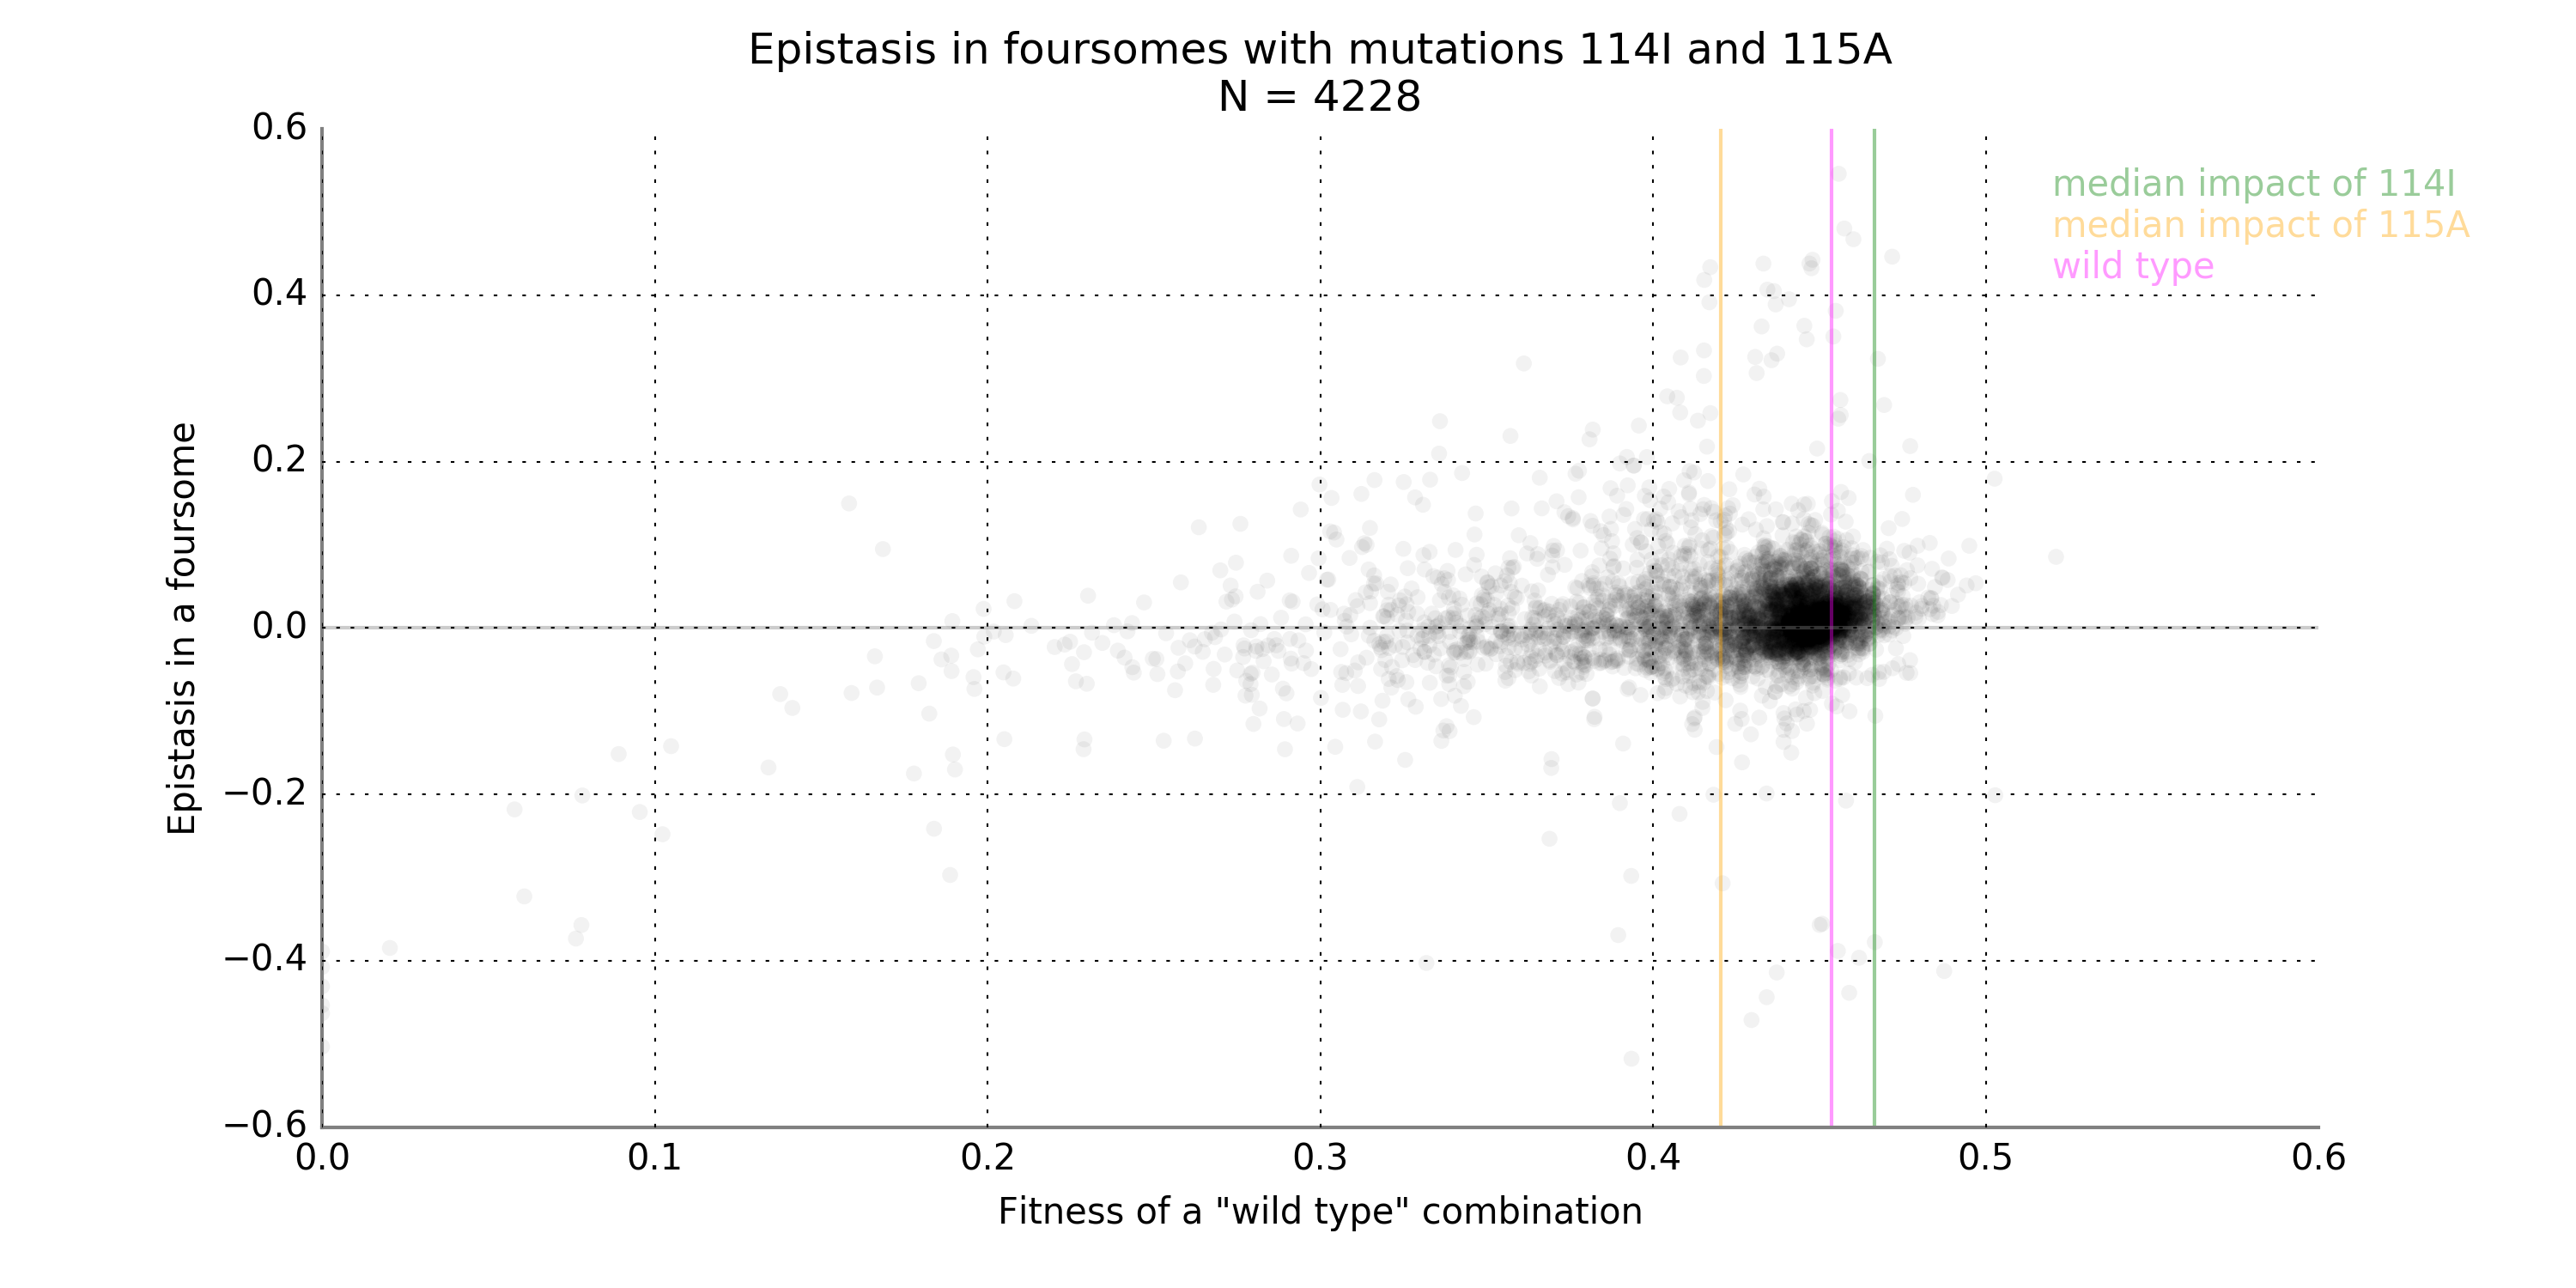 Epistasis in foursomes with mutations 114I and 115A
N = 4228
0.6
median impact of 114I
median impact of 115A
wild type
0.4
0.2
0.0
−0.2
−0.4
−0.6
Epistasis in a foursome
0.0 0.1 0.2 0.3 0.4 0.5 0.6
Fitness of a "wild type" combination